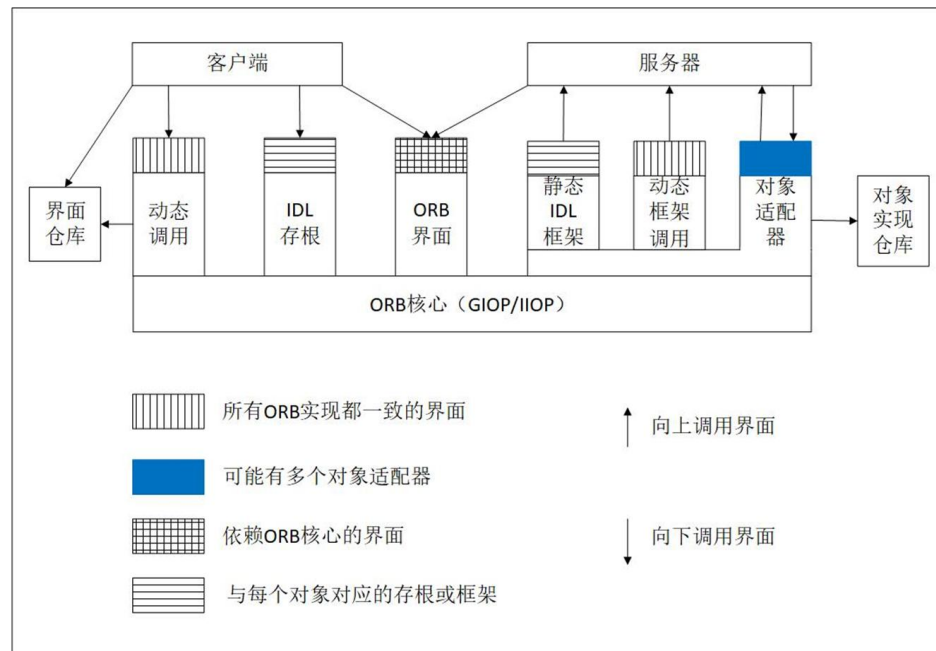 客户端
服务器
界面
仓库
动态
调用
IDL
存根
ORB
界面
静态
IDL
框架
动态
框架
调用
对象
适配
器
对象
实现
仓库
ORB核心（GIOP/IIOP）
所有ORB实现都一致的界面
向上调用界面
可能有多个对象适配器
依赖ORB核心的界面
向下调用界面
与每个对象对应的存根或框架